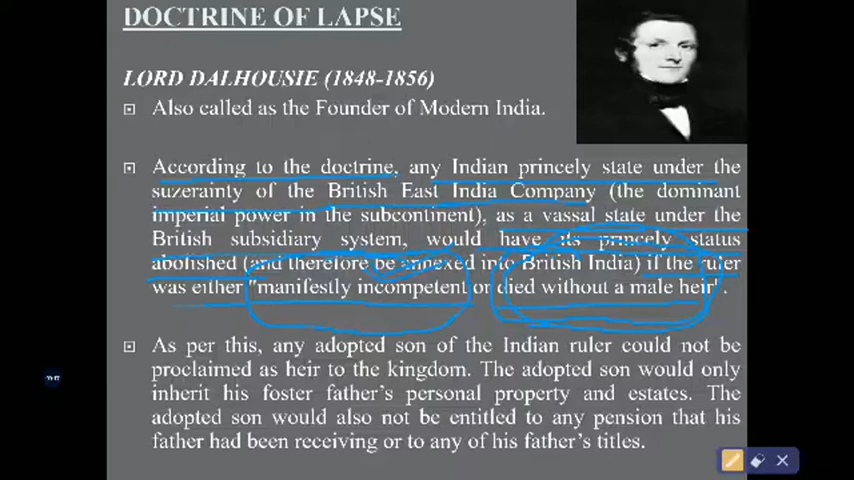 DOCTRINE OF LAPSE
LORD DALHOUSIE (1848-1856)
Also called as the Founder of Modern India.
According to the doctrine, any Indian princely state under the
suzerainty of the British East India Company (the dominant
imperial power in the subcontinent), as a vassal state under the
British subsidiary system, would have its princely status
abolished (and therefore be annexed into British India) if the ruler
was either "manifestly incompetent or died without a male heir".
As per this, any adopted son of the Indian ruler could not be
proclaimed as heir to the kingdom. The adopted son would only
inherit his foster father's personal property and estates. The
adopted son would also not be entitled to any pension that his
father had been receiving or to any of his father's titles.